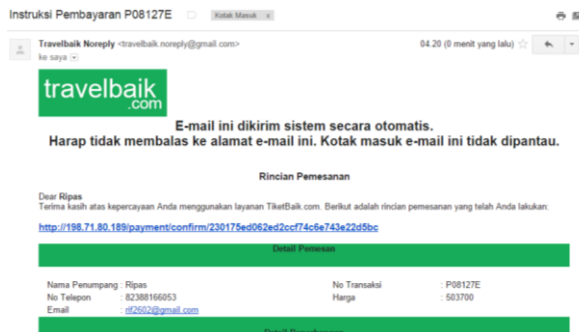 Instruksi Pembayaran P08127E
Kotak Masuk x
Travelbaik Noreply <travelbaik.noreply@gmail.com>
04.20 (0 menit yang lalu)
ke saya
travelbaik
.com
E-mail ini dikirim sistem secara otomatis.
Harap tidak membalas ke alamat e-mail ini. Kotak masuk e-mail ini tidak dipantau.
Rincian Pemesanan
Dear Ripas
Terima kasih atas kepercayaan Anda menggunakan layanan TiketBaik.com. Berikut adalah rincian pemesanan yang telah Anda lakukan:
http://198.71.80.189/payment/confirm/230175ed062ed2ccf74c6e743e22d5bc
Detail Pemesan
Nama Penumpang : Ripas No Transaksi : P08127E
No Telepon : 82388166053 Harga : 503700
Email : rif2602@gmail.com